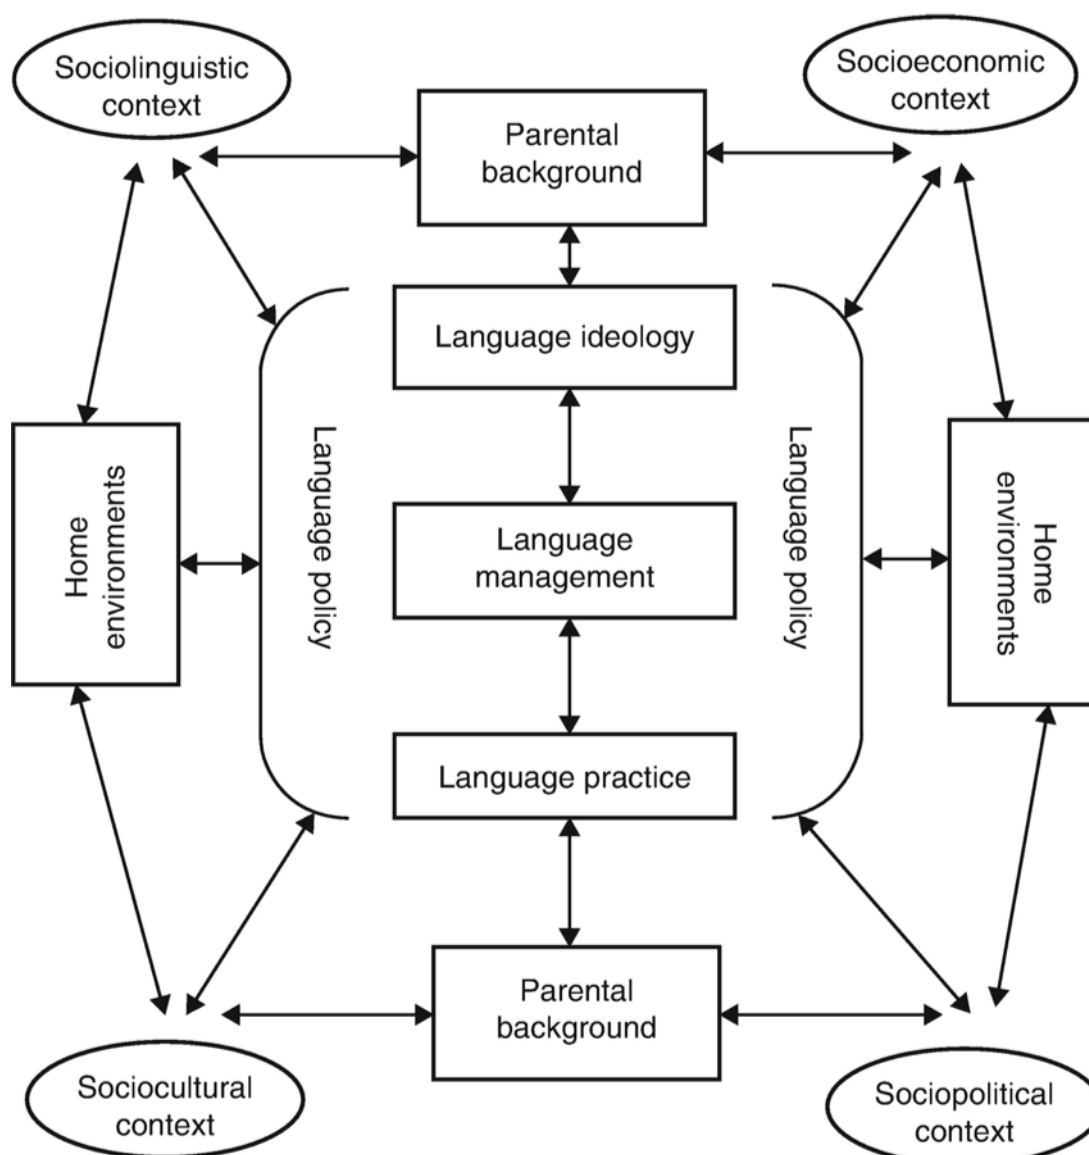 Sociolinguistic
context
Socioeconomic
context
Parental
background
Language ideology
Home
environments
Language policy
Language
management
Language policy
Home
environments
Language practice
Parental
background
Sociocultural
context
Sociopolitical
context